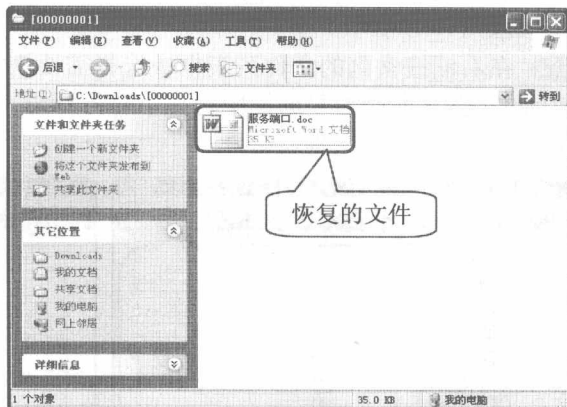 [00000001]
文件(F) 编辑(E) 查看(V) 收藏(A) 工具(T) 帮助(H)
后退 搜索 文件夹
地址(D) C:\Downloads\[00000001] 转到
文件和文件夹任务
创建一个新文件夹
将这个文件夹发布到
Web
共享此文件夹
其它位置
Downloads
我的文档
共享文档
我的电脑
网上邻居
详细信息
服务端口.doc
Microsoft Word 文档
35 KB
恢复的文件
1 个对象 35.0 KB 我的电脑